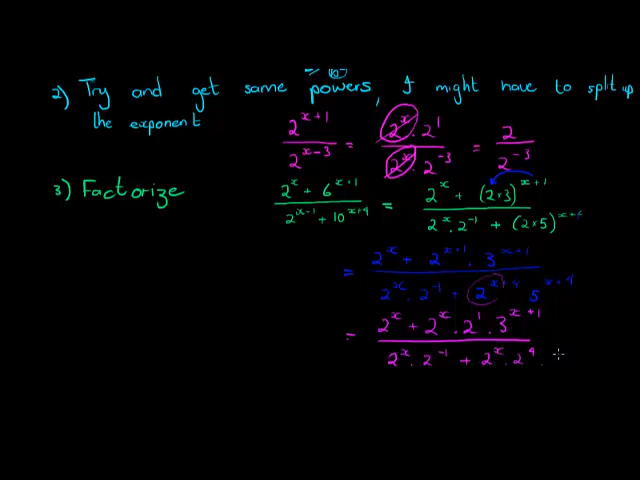 2) Try and get same powers, I might have to split up
the exponent
2^{x+1} / 2^{x-3} = 2^x · 2^1 / 2^x · 2^{-3} = 2 / 2^{-3}
3) Factorize
2^x + 6^{x+1} / 2^{x-1} + 10^{x+4} = 2^x + (2×3)^{x+1} / 2^x · 2^{-1} + (2×5)^{x+4}
= 2^x + 2^{x+1} · 3^{x+1} / 2^x · 2^{-1} + 2^{x+4} 5^{x+4}
= 2^x + 2^x · 2^1 · 3^{x+1} / 2^x · 2^{-1} + 2^x · 2^4 ·